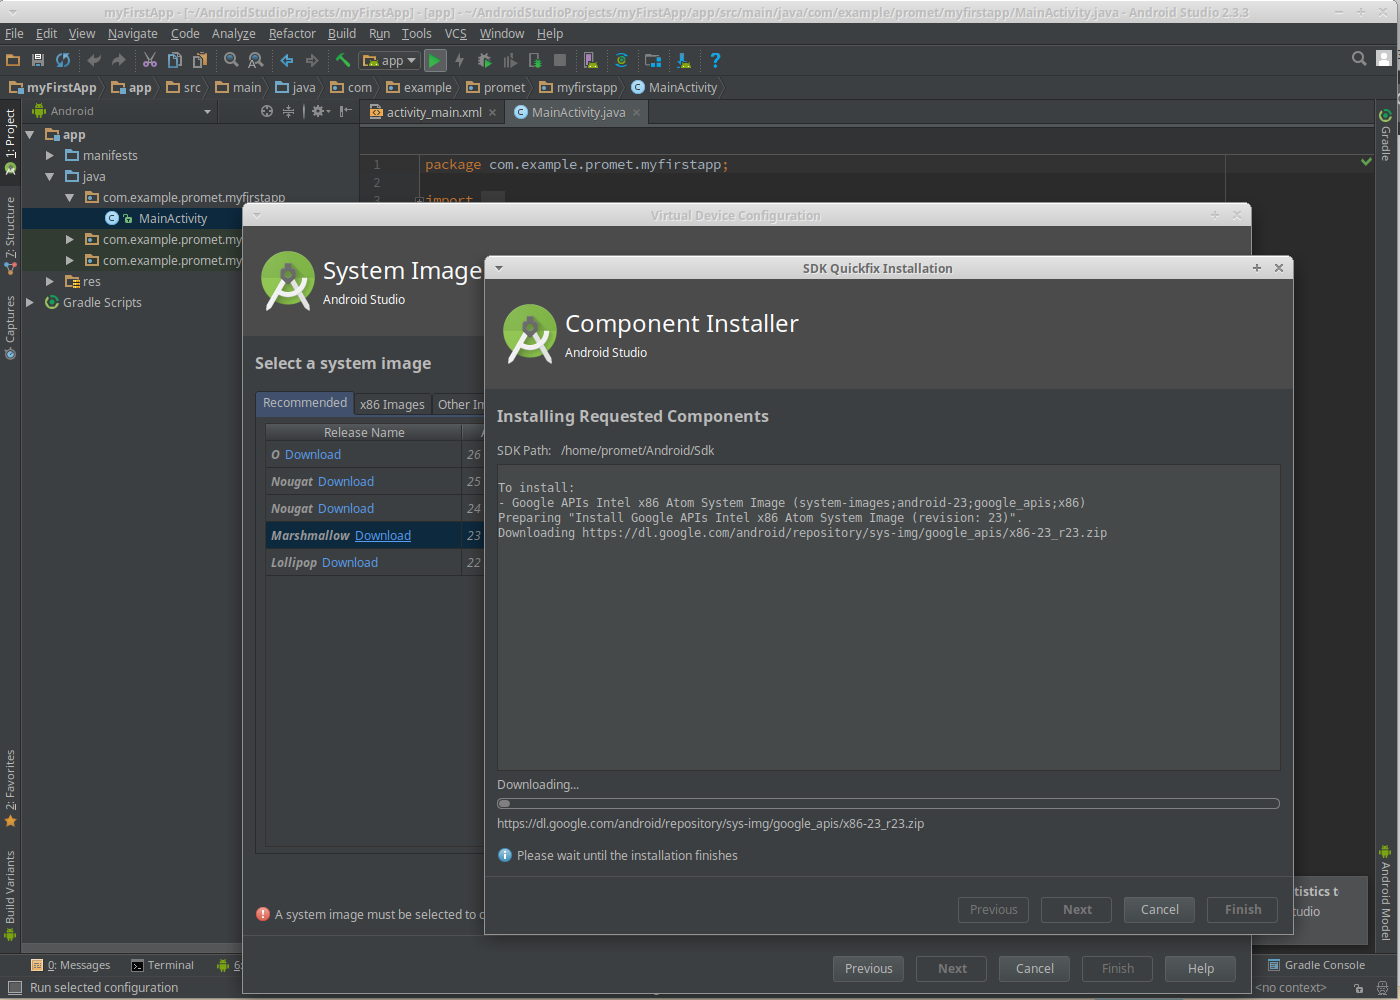 myFirstApp - [~/AndroidStudioProjects/myFirstApp] - [app] - ~/AndroidStudioProjects/myFirstApp/app/src/main/java/com/example/promet/myfirstapp/MainActivity.java - Android Studio 2.3.3
File Edit View Navigate Code Analyze Refactor Build Run Tools VCS Window Help
app
myFirstApp app src main java com example promet myfirstapp MainActivity
1: Project
7: Structure
Captures
2: Favorites
Build Variants
Android
activity_main.xml MainActivity.java
Gradle
Android Model
app
manifests
java
com.example.promet.myfirstapp
MainActivity
com.example.promet.my
com.example.promet.my
res
Gradle Scripts
1 package com.example.promet.myfirstapp;
2
3 import ...
Virtual Device Configuration
System Image
Android Studio
Select a system image
Recommended x86 Images Other Im
Release Name A
O Download 26
Nougat Download 25
Nougat Download 24
Marshmallow Download 23
Lollipop Download 22
A system image must be selected to c
Previous Next Cancel Finish Help
SDK Quickfix Installation
Component Installer
Android Studio
Installing Requested Components
SDK Path: /home/promet/Android/Sdk
To install:
- Google APIs Intel x86 Atom System Image (system-images;android-23;google_apis;x86)
Preparing "Install Google APIs Intel x86 Atom System Image (revision: 23)".
Downloading https://dl.google.com/android/repository/sys-img/google_apis/x86-23_r23.zip
Downloading...
https://dl.google.com/android/repository/sys-img/google_apis/x86-23_r23.zip
Please wait until the installation finishes
Previous Next Cancel Finish
tistics t
tudio
0: Messages Terminal 6: Gradle Console
Run selected configuration <no context>